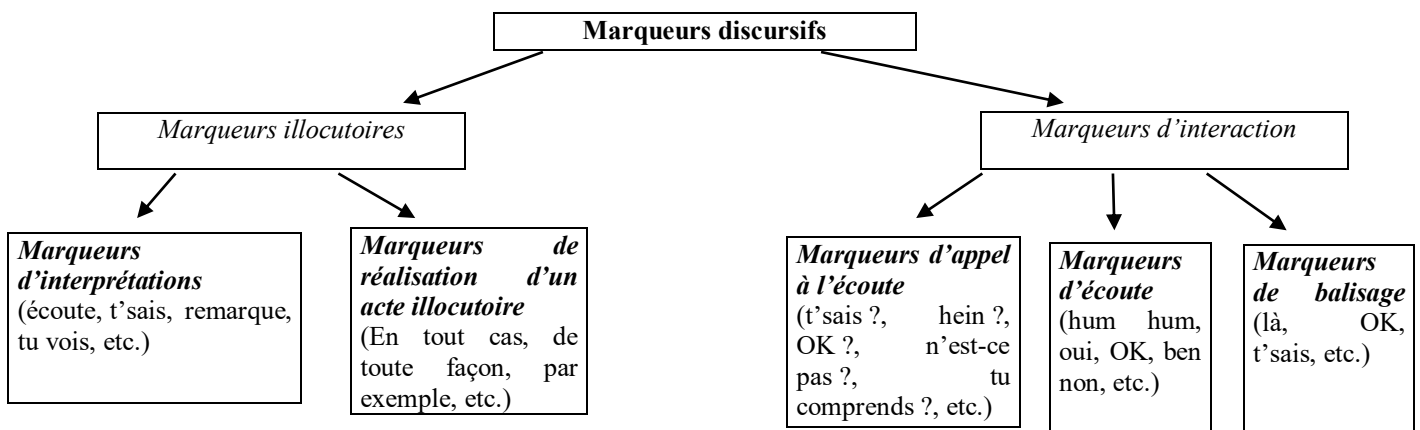 Marqueurs discursifs
Marqueurs illocutoires
Marqueurs d’interaction
Marqueurs
d’interprétations
(écoute, t’sais, remarque,
tu vois, etc.)
Marqueurs de
réalisation d’un
acte illocutoire
(En tout cas, de
toute façon, par
exemple, etc.)
Marqueurs d’appel
à l’écoute
(t’sais ?, hein ?,
OK ?, n’est-ce
pas ?, tu
comprends ?, etc.)
Marqueurs
d’écoute
(hum hum,
oui, OK, ben
non, etc.)
Marqueurs
de balisage
(là, OK,
t’sais, etc.)